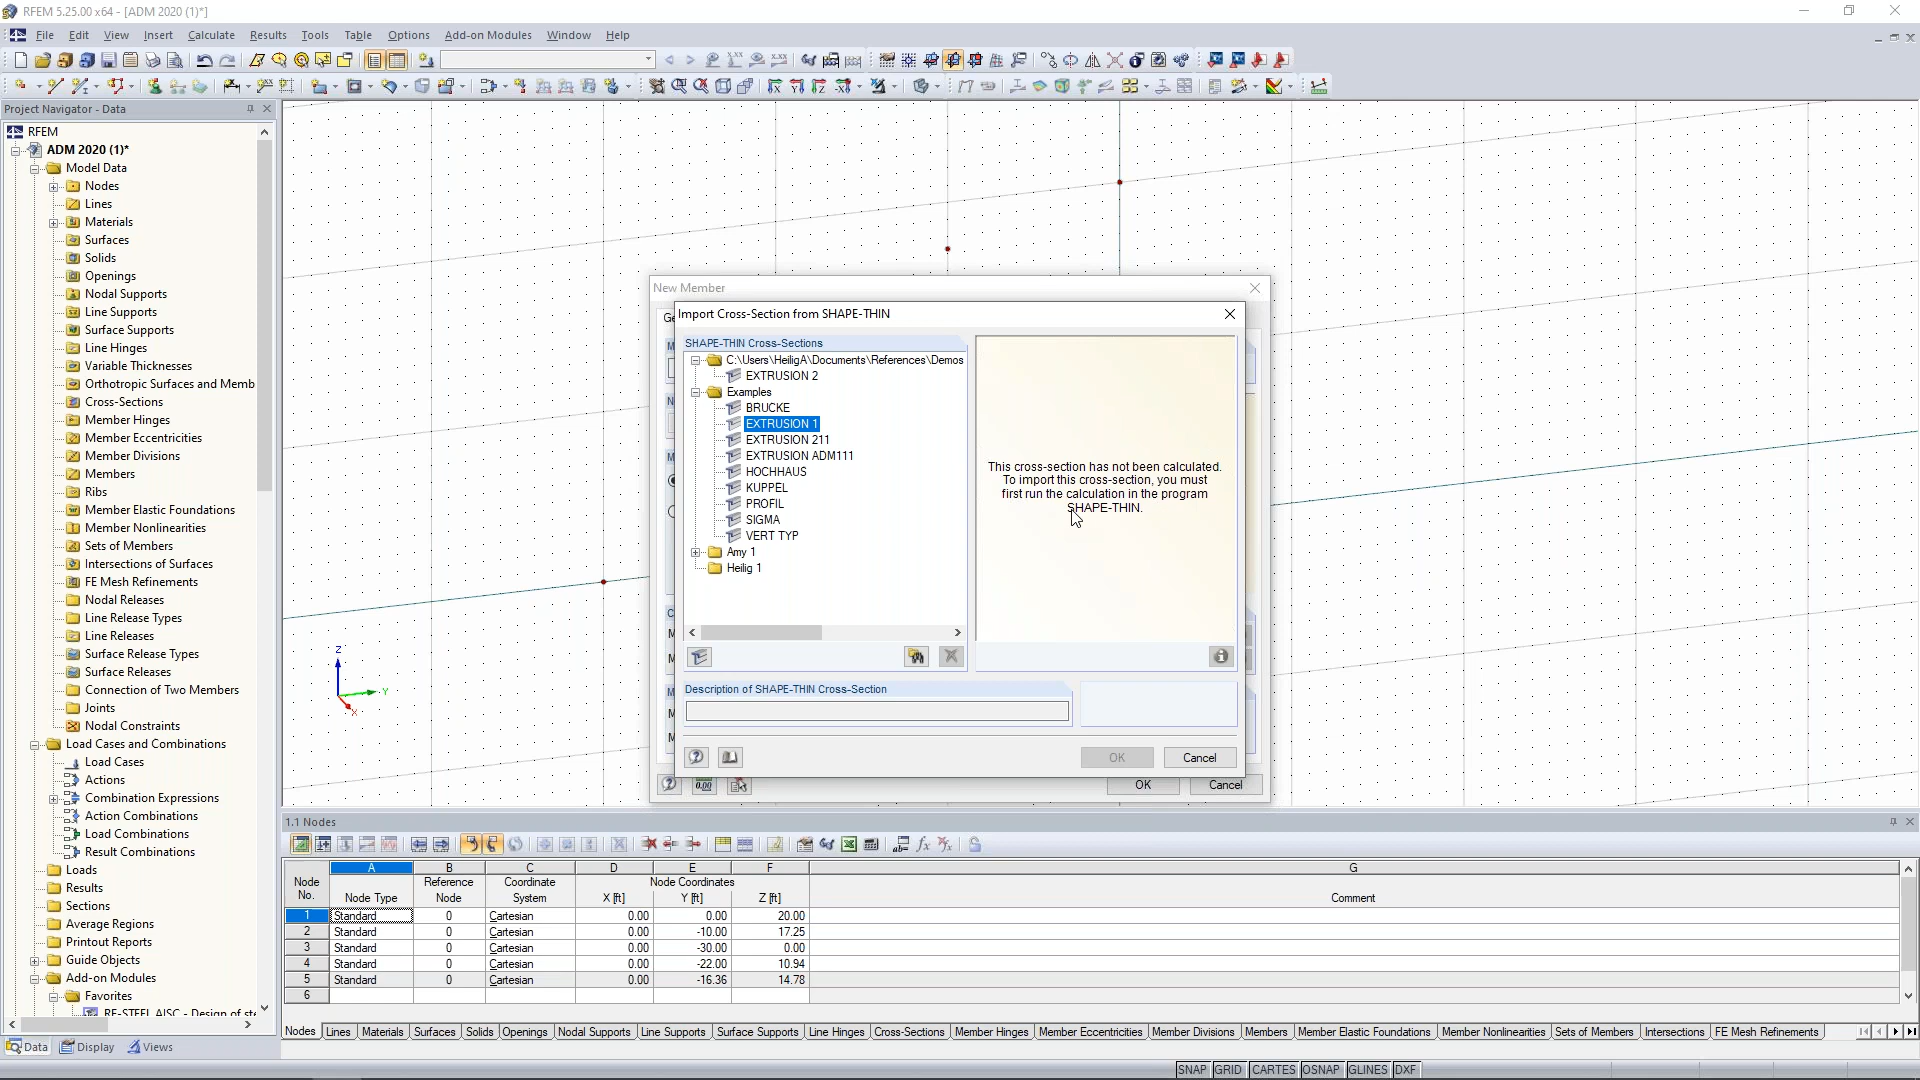 RFEM 5.25.00 x64 - [ADM 2020 (1)*]
File Edit View Insert Calculate Results Tools Table Options Add-on Modules Window Help
Project Navigator - Data
RFEM
ADM 2020 (1)*
Model Data
Nodes
Lines
Materials
Surfaces
Solids
Openings
Nodal Supports
Line Supports
Surface Supports
Line Hinges
Variable Thicknesses
Orthotropic Surfaces and Memb
Cross-Sections
Member Hinges
Member Eccentricities
Member Divisions
Members
Ribs
Member Elastic Foundations
Member Nonlinearities
Sets of Members
Intersections of Surfaces
FE Mesh Refinements
Nodal Releases
Line Release Types
Line Releases
Surface Release Types
Surface Releases
Connection of Two Members
Joints
Nodal Constraints
Load Cases and Combinations
Load Cases
Actions
Combination Expressions
Action Combinations
Load Combinations
Result Combinations
Loads
Results
Sections
Average Regions
Printout Reports
Guide Objects
Add-on Modules
Favorites
RF-STEEL AISC - Design of ste
Data Display Views
Z
Y
X
New Member
Import Cross-Section from SHAPE-THIN
SHAPE-THIN Cross-Sections
C:\Users\HeiligA\Documents\References\Demos
EXTRUSION 2
Examples
BRUCKE
EXTRUSION 1
EXTRUSION 211
EXTRUSION ADM111
HOCHHAUS
KUPPEL
PROFIL
SIGMA
VERT TYP
Amy 1
Heilig 1
This cross-section has not been calculated.
To import this cross-section, you must
first run the calculation in the program
SHAPE-THIN.
Description of SHAPE-THIN Cross-Section
OK Cancel
OK Cancel
1.1 Nodes
A B C D E F G
Node Reference Coordinate Node Coordinates
No. Node Type Node System X [ft] Y [ft] Z [ft] Comment
1 Standard 0 Cartesian 0.00 0.00 20.00
2 Standard 0 Cartesian 0.00 -10.00 17.25
3 Standard 0 Cartesian 0.00 -30.00 0.00
4 Standard 0 Cartesian 0.00 -22.00 10.94
5 Standard 0 Cartesian 0.00 -16.36 14.78
6
Nodes Lines Materials Surfaces Solids Openings Nodal Supports Line Supports Surface Supports Line Hinges Cross-Sections Member Hinges Member Eccentricities Member Divisions Members Member Elastic Foundations Member Nonlinearities Sets of Members Intersections FE Mesh Refinements
SNAP GRID CARTES OSNAP GLINES DXF